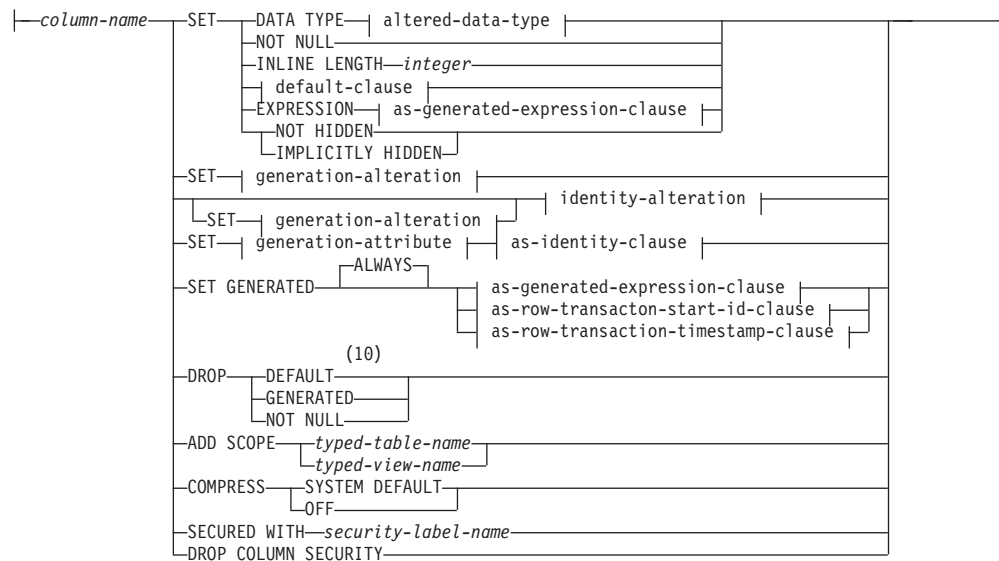 column-name SET DATA TYPE altered-data-type
NOT NULL
INLINE LENGTH integer
default-clause
EXPRESSION as-generated-expression-clause
NOT HIDDEN
IMPLICITLY HIDDEN
SET generation-alteration
identity-alteration
SET generation-alteration
SET generation-attribute as-identity-clause
ALWAYS
SET GENERATED as-generated-expression-clause
as-row-transacton-start-id-clause
as-row-transaction-timestamp-clause
(10)
DROP DEFAULT
GENERATED
NOT NULL
ADD SCOPE typed-table-name
typed-view-name
COMPRESS SYSTEM DEFAULT
OFF
SECURED WITH security-label-name
DROP COLUMN SECURITY